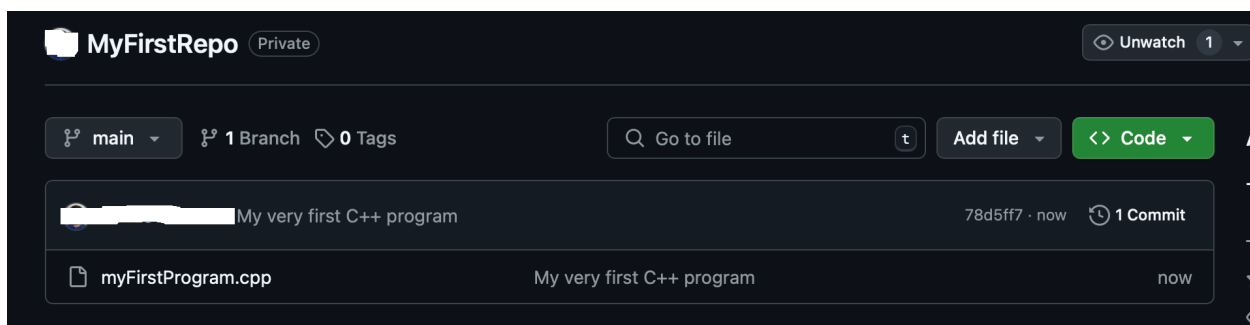 MyFirstRepo Private Unwatch 1
main 1 Branch 0 Tags Go to file t Add file Code
My very first C++ program 78d5ff7 · now 1 Commit
myFirstProgram.cpp My very first C++ program now